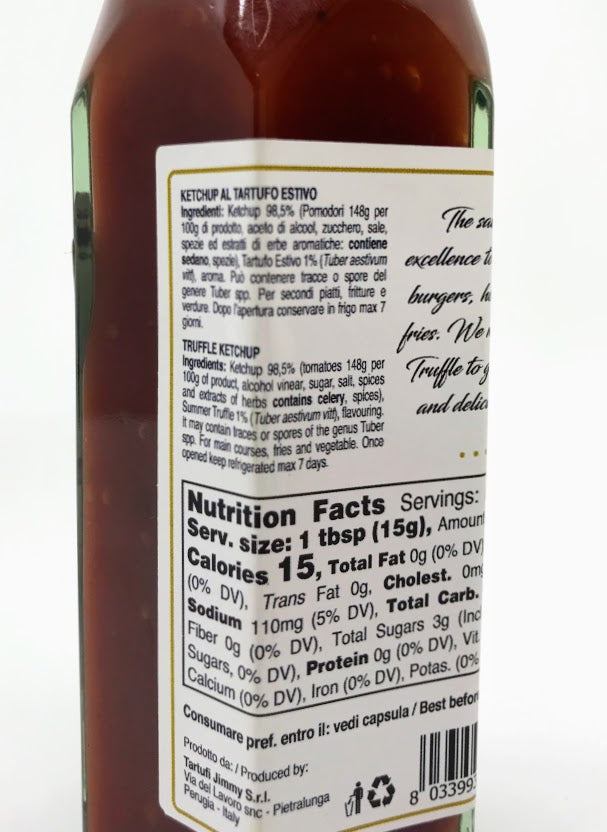 KETCHUP AL TARTUFO ESTIVO
Ingredienti: Ketchup 98,5% (Pomodori 148g per
100g di prodotto, aceto di alcool, zucchero, sale,
spezie ed estratti di erbe aromatiche: contiene
sedano, spezie), Tartufo Estivo 1% (Tuber aestivum
vitt), aroma. Può contenere tracce o spore del
genere Tuber spp. Per secondi piatti, fritture e
verdure. Dopo l'apertura conservare in frigo max 7
giorni.
TRUFFLE KETCHUP
Ingredients: Ketchup 98,5% (tomatoes 148g per
100g of product, alcohol vinear, sugar, salt, spices
and extracts of herbs contains celery, spices),
Summer Truffle 1% (Tuber aestivum vitt), flavouring.
It may contain traces or spores of the genus Tuber
spp. For main courses, fries and vegetable. Once
opened keep refrigerated max 7 days.
The
excellence
burgers,
fries. We
Truffle to
and
Nutrition Facts Servings:
Serv. size: 1 tbsp (15g), Amount
Calories 15, Total Fat 0g (0% DV)
(0% DV), Trans Fat 0g, Cholest. 0mg
Sodium 110mg (5% DV), Total Carb.
Fiber 0g (0% DV), Total Sugars 3g (Incl
Sugars, 0% DV), Protein 0g (0% DV), Vit.
Calcium (0% DV), Iron (0% DV), Potas. (0%
Consumare pref. entro il: vedi capsula / Best before
Prodotto da: / Produced by:
Tartufi Jimmy S.r.l.
Via del Lavoro snc - Pietralunga
Perugia - Italy
8 03399